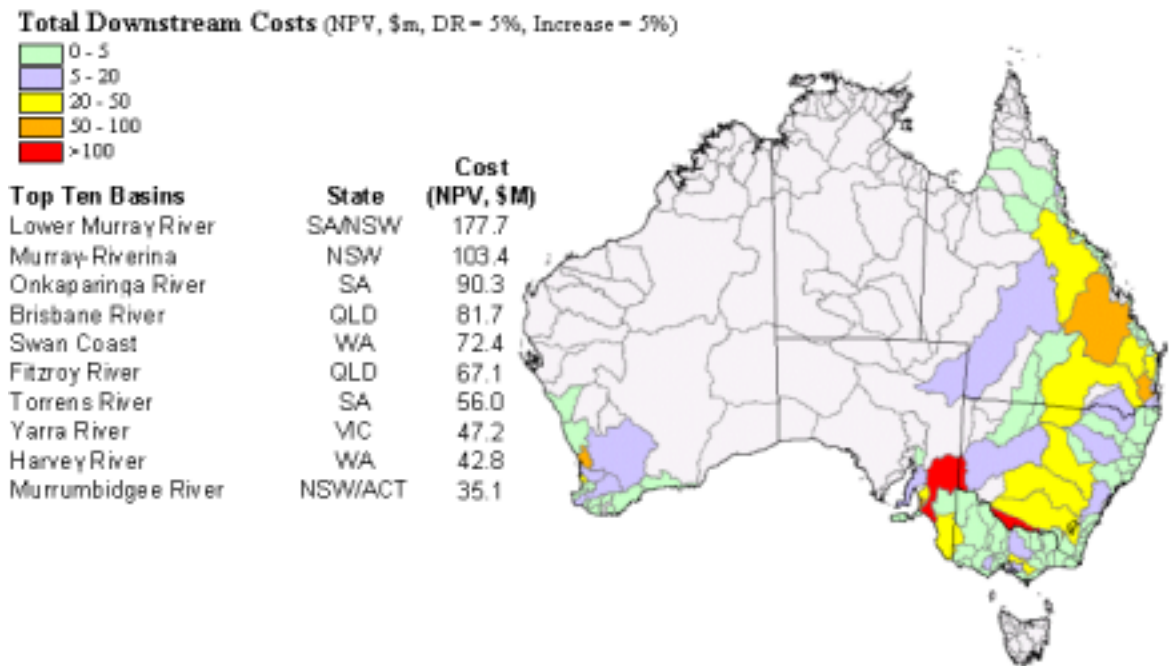 Total Downstream Costs (NPV, $m, DR = 5%, Increase = 5%)
0 - 5
5 - 20
20 - 50
50 - 100
>100
Top Ten Basins State Cost (NPV, $M)
Lower Murray River SA/NSW 177.7
Murray-Riverina NSW 103.4
Onkaparinga River SA 90.3
Brisbane River QLD 81.7
Swan Coast WA 72.4
Fitzroy River QLD 67.1
Torrens River SA 56.0
Yarra River VIC 47.2
Harvey River WA 42.8
Murrumbidgee River NSW/ACT 35.1